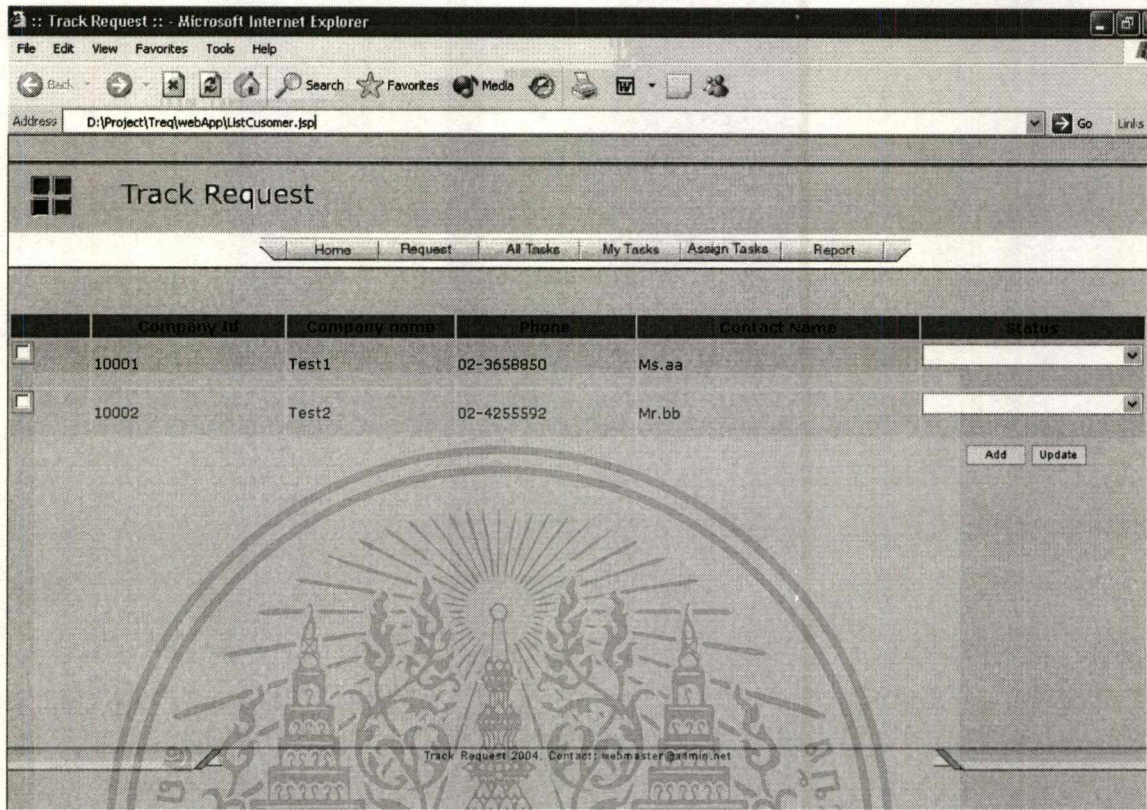 :: Track Request :: - Microsoft Internet Explorer
File Edit View Favorites Tools Help
Back Search Favorites Media
Address D:\Project\Treq\webApp\ListCusomer.jsp Go Links
Track Request
Home Request All Tasks My Tasks Assign Tasks Report
Company Id Company name Phone Contact Name Status
10001 Test1 02-3658850 Ms.aa
10002 Test2 02-4255592 Mr.bb
Add Update
Track Request 2004, Contact: webmaster@admin.net